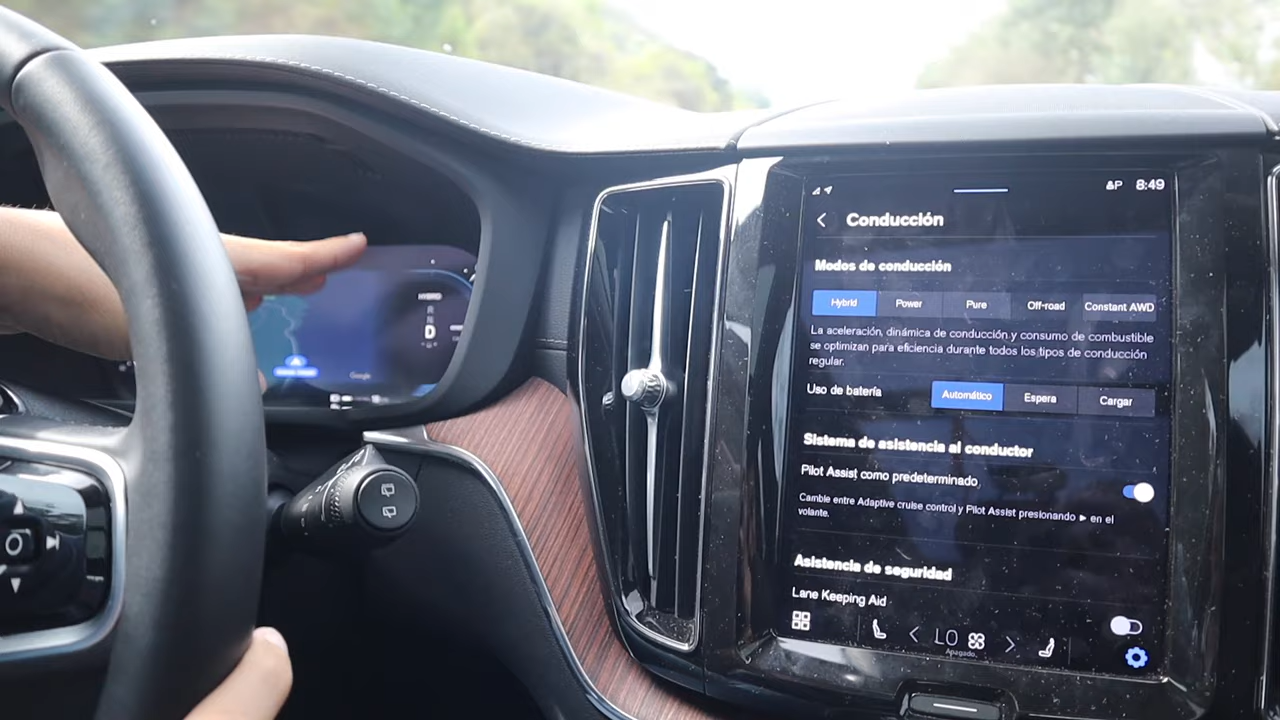 8:49
Conducción
Modos de conducción
Hybrid Power Pure Off-road Constant AWD
La aceleración, dinámica de conducción y consumo de combustible
se optimizan para eficiencia durante todos los tipos de conducción
regular.
Uso de batería Automático Espera Cargar
Sistema de asistencia al conductor
Pilot Assist como predeterminado
Cambie entre Adaptive cruise control y Pilot Assist presionando ▶ en el
volante.
Asistencia de seguridad
Lane Keeping Aid
LO
Apagado
HYBRID
R
N
D
Google